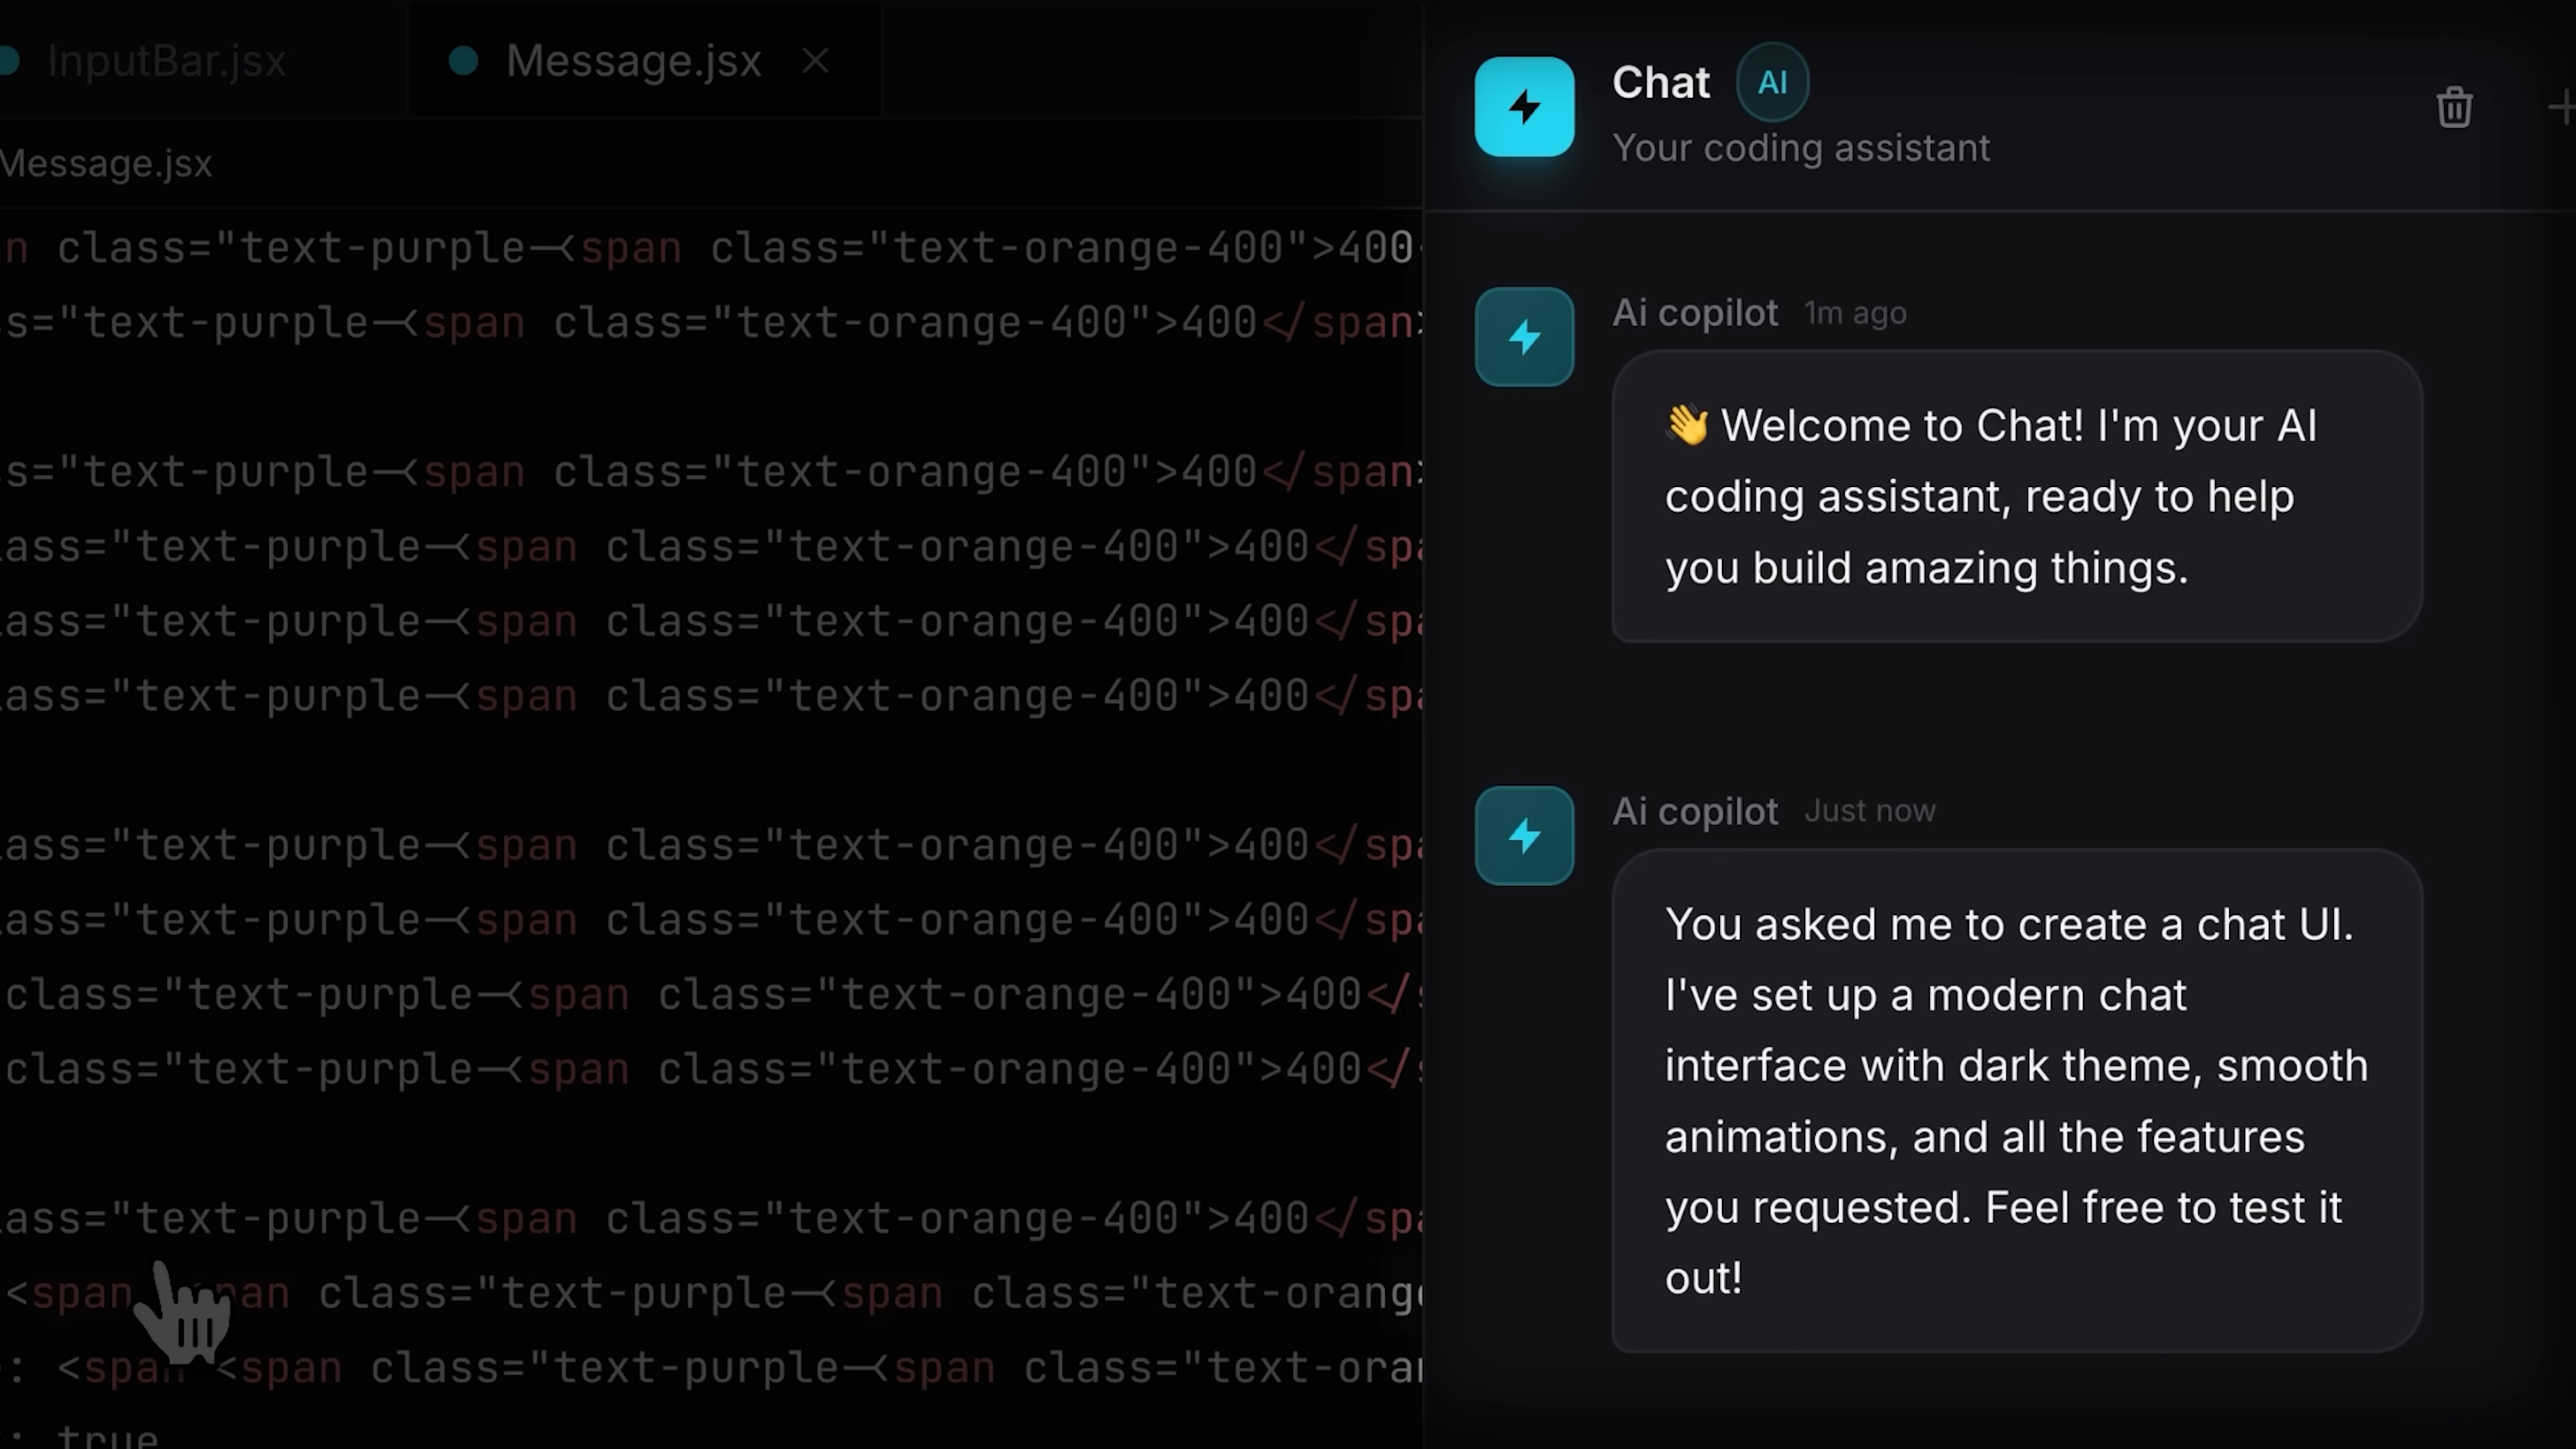 InputBar.jsx
Message.jsx
Message.jsx
n class="text-purple-<span class="text-orange-400">400
s="text-purple-<span class="text-orange-400">400</span>
s="text-purple-<span class="text-orange-400">400</span>
ass="text-purple-<span class="text-orange-400">400</spa
ass="text-purple-<span class="text-orange-400">400</spa
ass="text-purple-<span class="text-orange-400">400</spa
ass="text-purple-<span class="text-orange-400">400</spa
ass="text-purple-<span class="text-orange-400">400</spa
class="text-purple-<span class="text-orange-400">400</s
class="text-purple-<span class="text-orange-400">400</s
ass="text-purple-<span class="text-orange-400">400</spa
<span span class="text-purple-<span class="text-orang
: <span <span class="text-purple-<span class="text-ora
: true
Chat AI
Your coding assistant
Ai copilot 1m ago
👋 Welcome to Chat! I'm your AI
coding assistant, ready to help
you build amazing things.
Ai copilot Just now
You asked me to create a chat UI.
I've set up a modern chat
interface with dark theme, smooth
animations, and all the features
you requested. Feel free to test it
out!